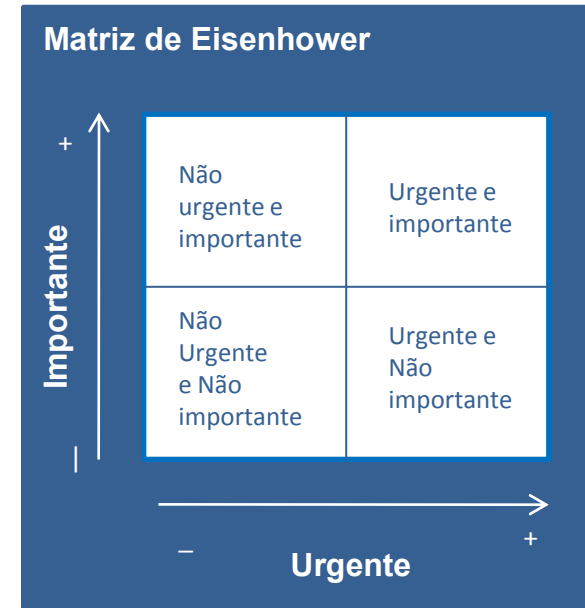 Matriz de Eisenhower
+
Importante
–
Não
urgente e
importante
Urgente e
importante
Não
Urgente
e Não
importante
Urgente e
Não
importante
–
+
Urgente